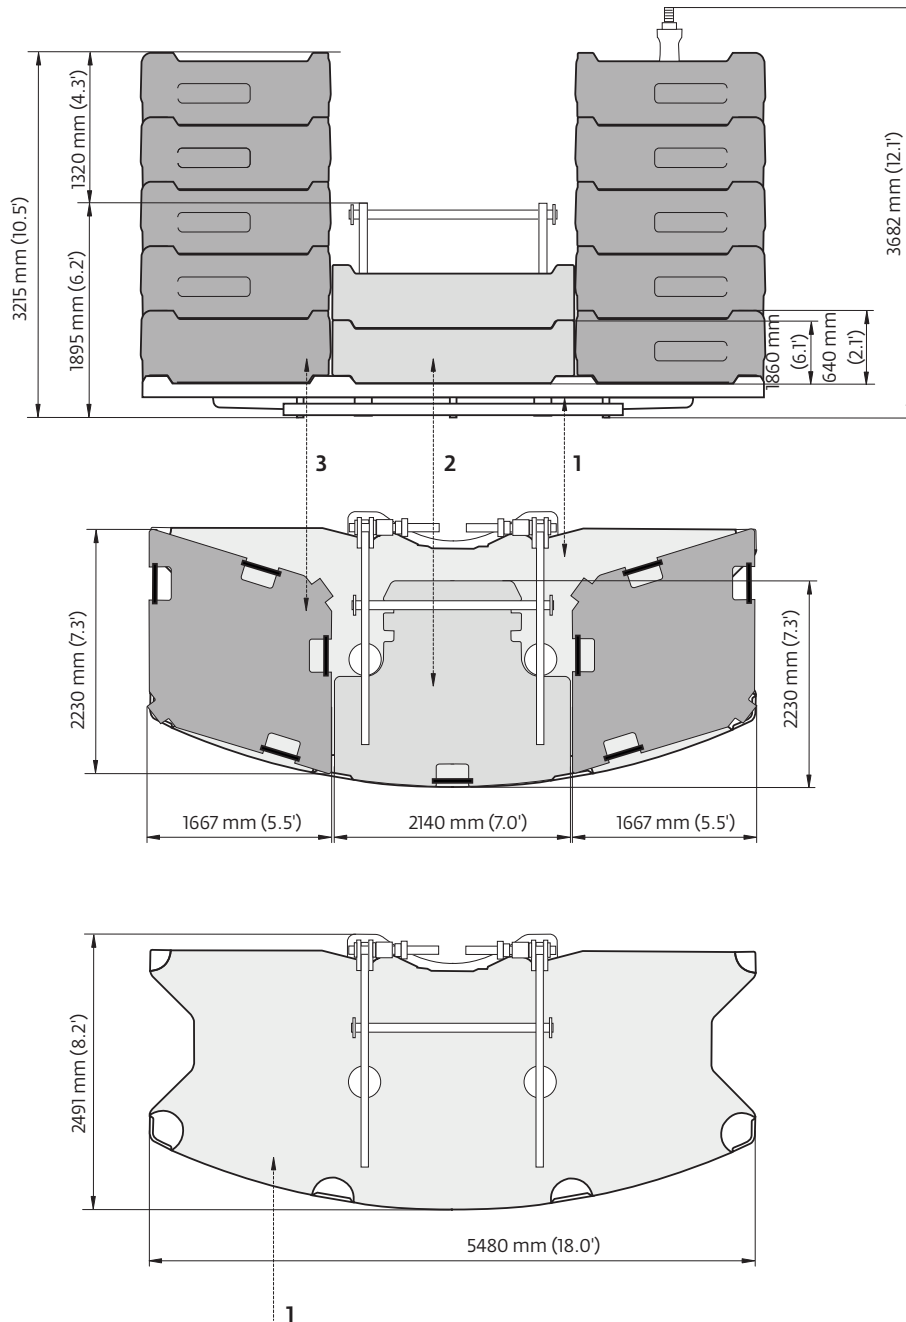 1320 mm (4.3')
3215 mm (10.5')
1895 mm (6.2')
3682 mm (12.1')
1860 mm
(6.1')
640 mm
(2.1')
3
2
1
2230 mm (7.3')
2230 mm (7.3')
1667 mm (5.5')
2140 mm (7.0')
1667 mm (5.5')
2491 mm (8.2')
5480 mm (18.0')
1